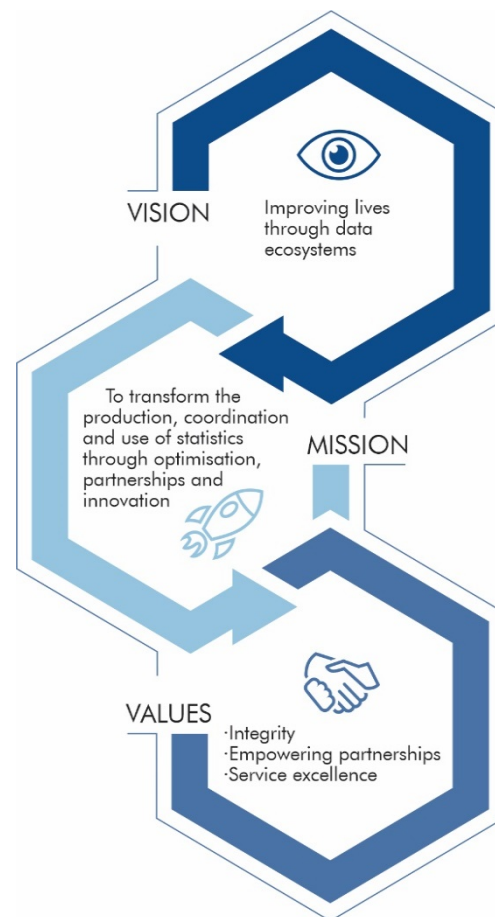 VISION
Improving lives
through data
ecosystems
To transform the
production, coordination
and use of statistics
through optimisation,
partnerships and
innovation
MISSION
VALUES
·Integrity
·Empowering partnerships
·Service excellence